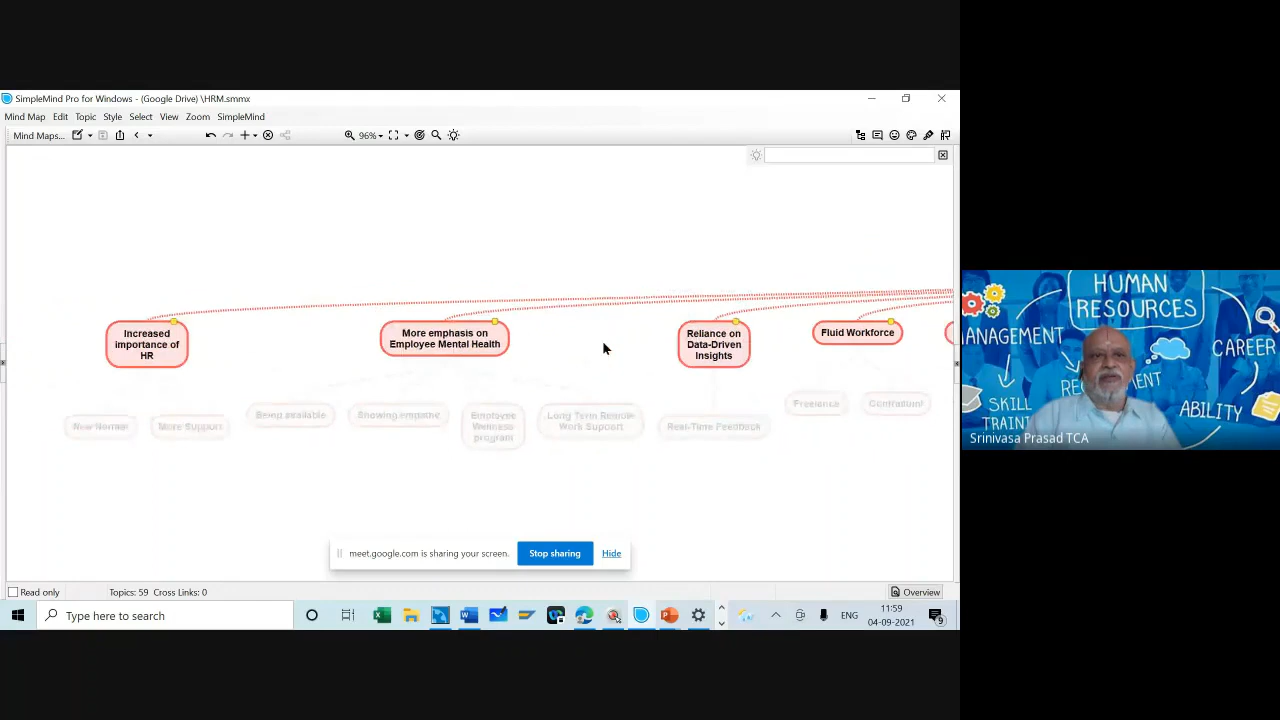 SimpleMind Pro for Windows - (Google Drive) \HRM.smmx
Mind Map Edit Topic Style Select View Zoom SimpleMind
Mind Maps...
96%
Increased
importance of
HR
More emphasis on
Employee Mental Health
Reliance on
Data-Driven
Insights
Fluid Workforce
New Normal
More Support
Being available
Showing empathy
Employee
Wellness
program
Long Term Remote
Work Support
Real-Time Feedback
Freelance
meet.google.com is sharing your screen.
Stop sharing
Hide
Read only
Topics: 59 Cross Links: 0
Overview
Type here to search
ENG
11:59
04-09-2021
9
HUMAN
RESOURCES
MANAGEMENT
CAREER
SKILL
ABILITY
Srinivasa Prasad TCA